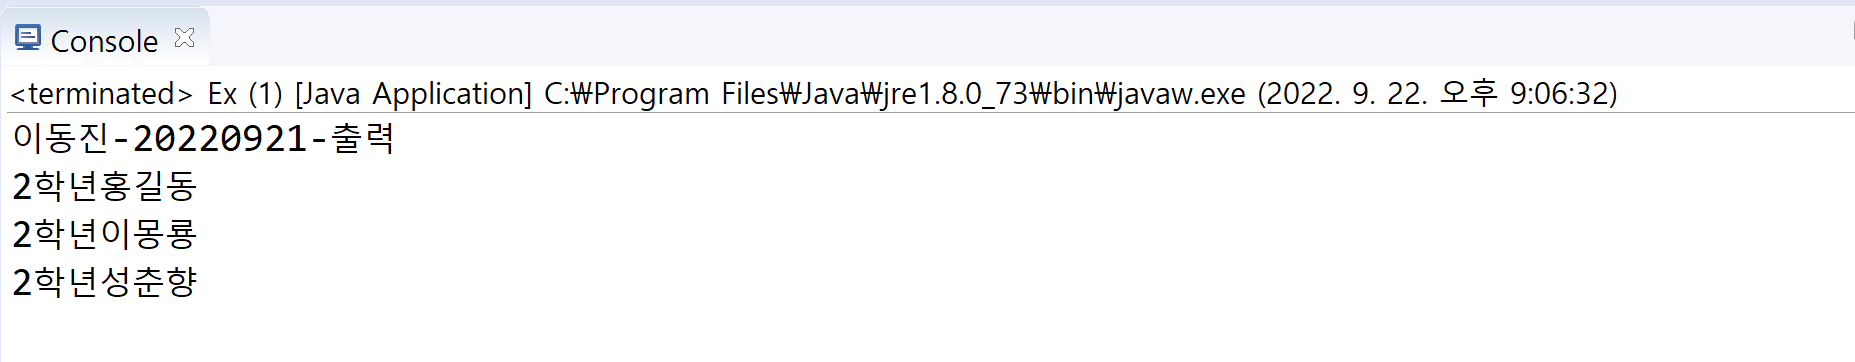 Console
<terminated> Ex (1) [Java Application] C:₩Program Files₩Java₩jre1.8.0_73₩bin₩javaw.exe (2022. 9. 22. 오후 9:06:32)
이동진-20220921-출력
2학년홍길동
2학년이몽룡
2학년성춘향